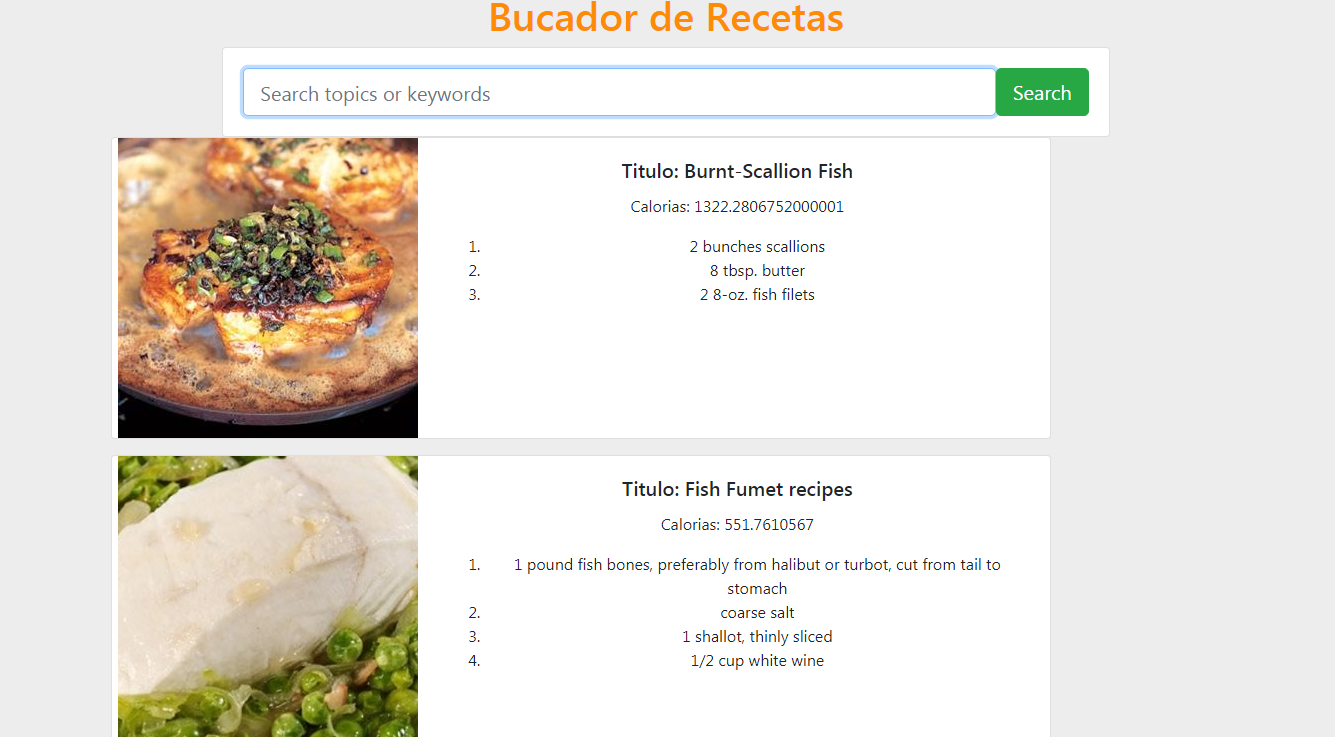 Bucador de Recetas
Search topics or keywords
Search
Titulo: Burnt-Scallion Fish
Calorias: 1322.2806752000001
1. 2 bunches scallions
2. 8 tbsp. butter
3. 2 8-oz. fish filets
Titulo: Fish Fumet recipes
Calorias: 551.7610567
1. 1 pound fish bones, preferably from halibut or turbot, cut from tail to
stomach
2. coarse salt
3. 1 shallot, thinly sliced
4. 1/2 cup white wine